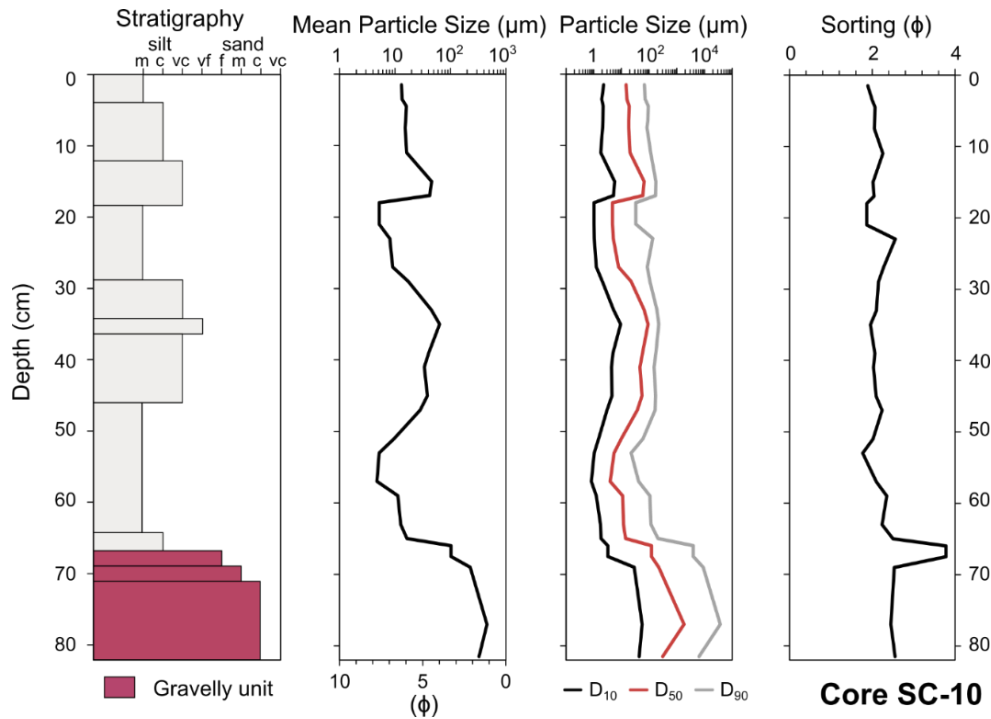 Stratigraphy
silt sand
m c vc vf f m c vc
Depth (cm)
0
10
20
30
40
50
60
70
80
Gravelly unit
Mean Particle Size (µm)
1 10 10² 10³
10 5 0
(ϕ)
Particle Size (µm)
1 10² 10⁴
D₁₀ D₅₀ D₉₀
Sorting (ϕ)
0 2 4
0
10
20
30
40
50
60
70
80
Core SC-10